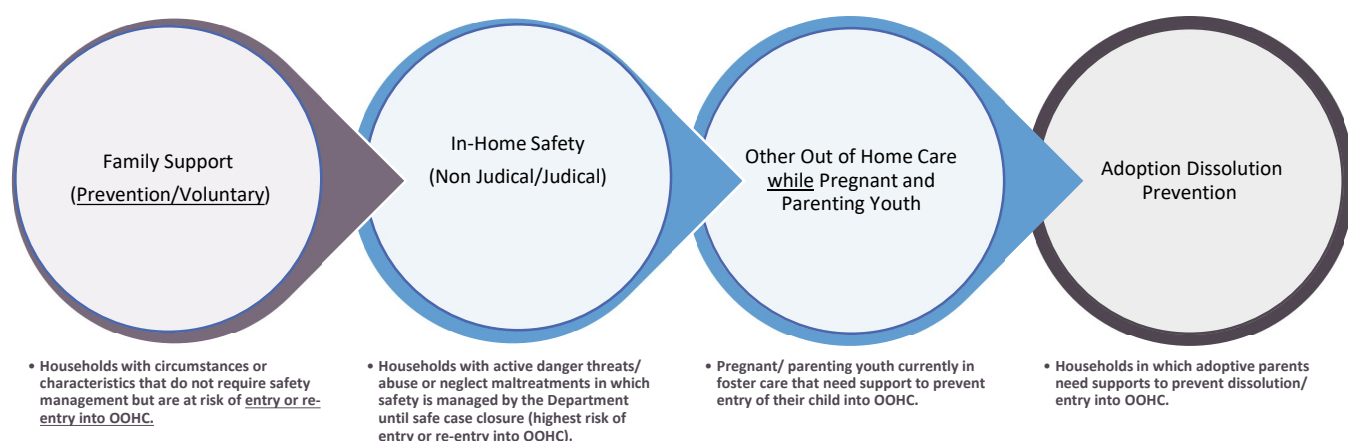 Family Support
(Prevention/Voluntary)
In-Home Safety
(Non Judical/Judical)
Other Out of Home Care
while Pregnant and
Parenting Youth
Adoption Dissolution
Prevention
• Households with circumstances or
characteristics that do not require safety
management but are at risk of entry or re-
entry into OOHC.
• Households with active danger threats/
abuse or neglect maltreatments in which
safety is managed by the Department
until safe case closure (highest risk of
entry or re-entry into OOHC).
• Pregnant/ parenting youth currently in
foster care that need support to prevent
entry of their child into OOHC.
• Households in which adoptive parents
need supports to prevent dissolution/
entry into OOHC.